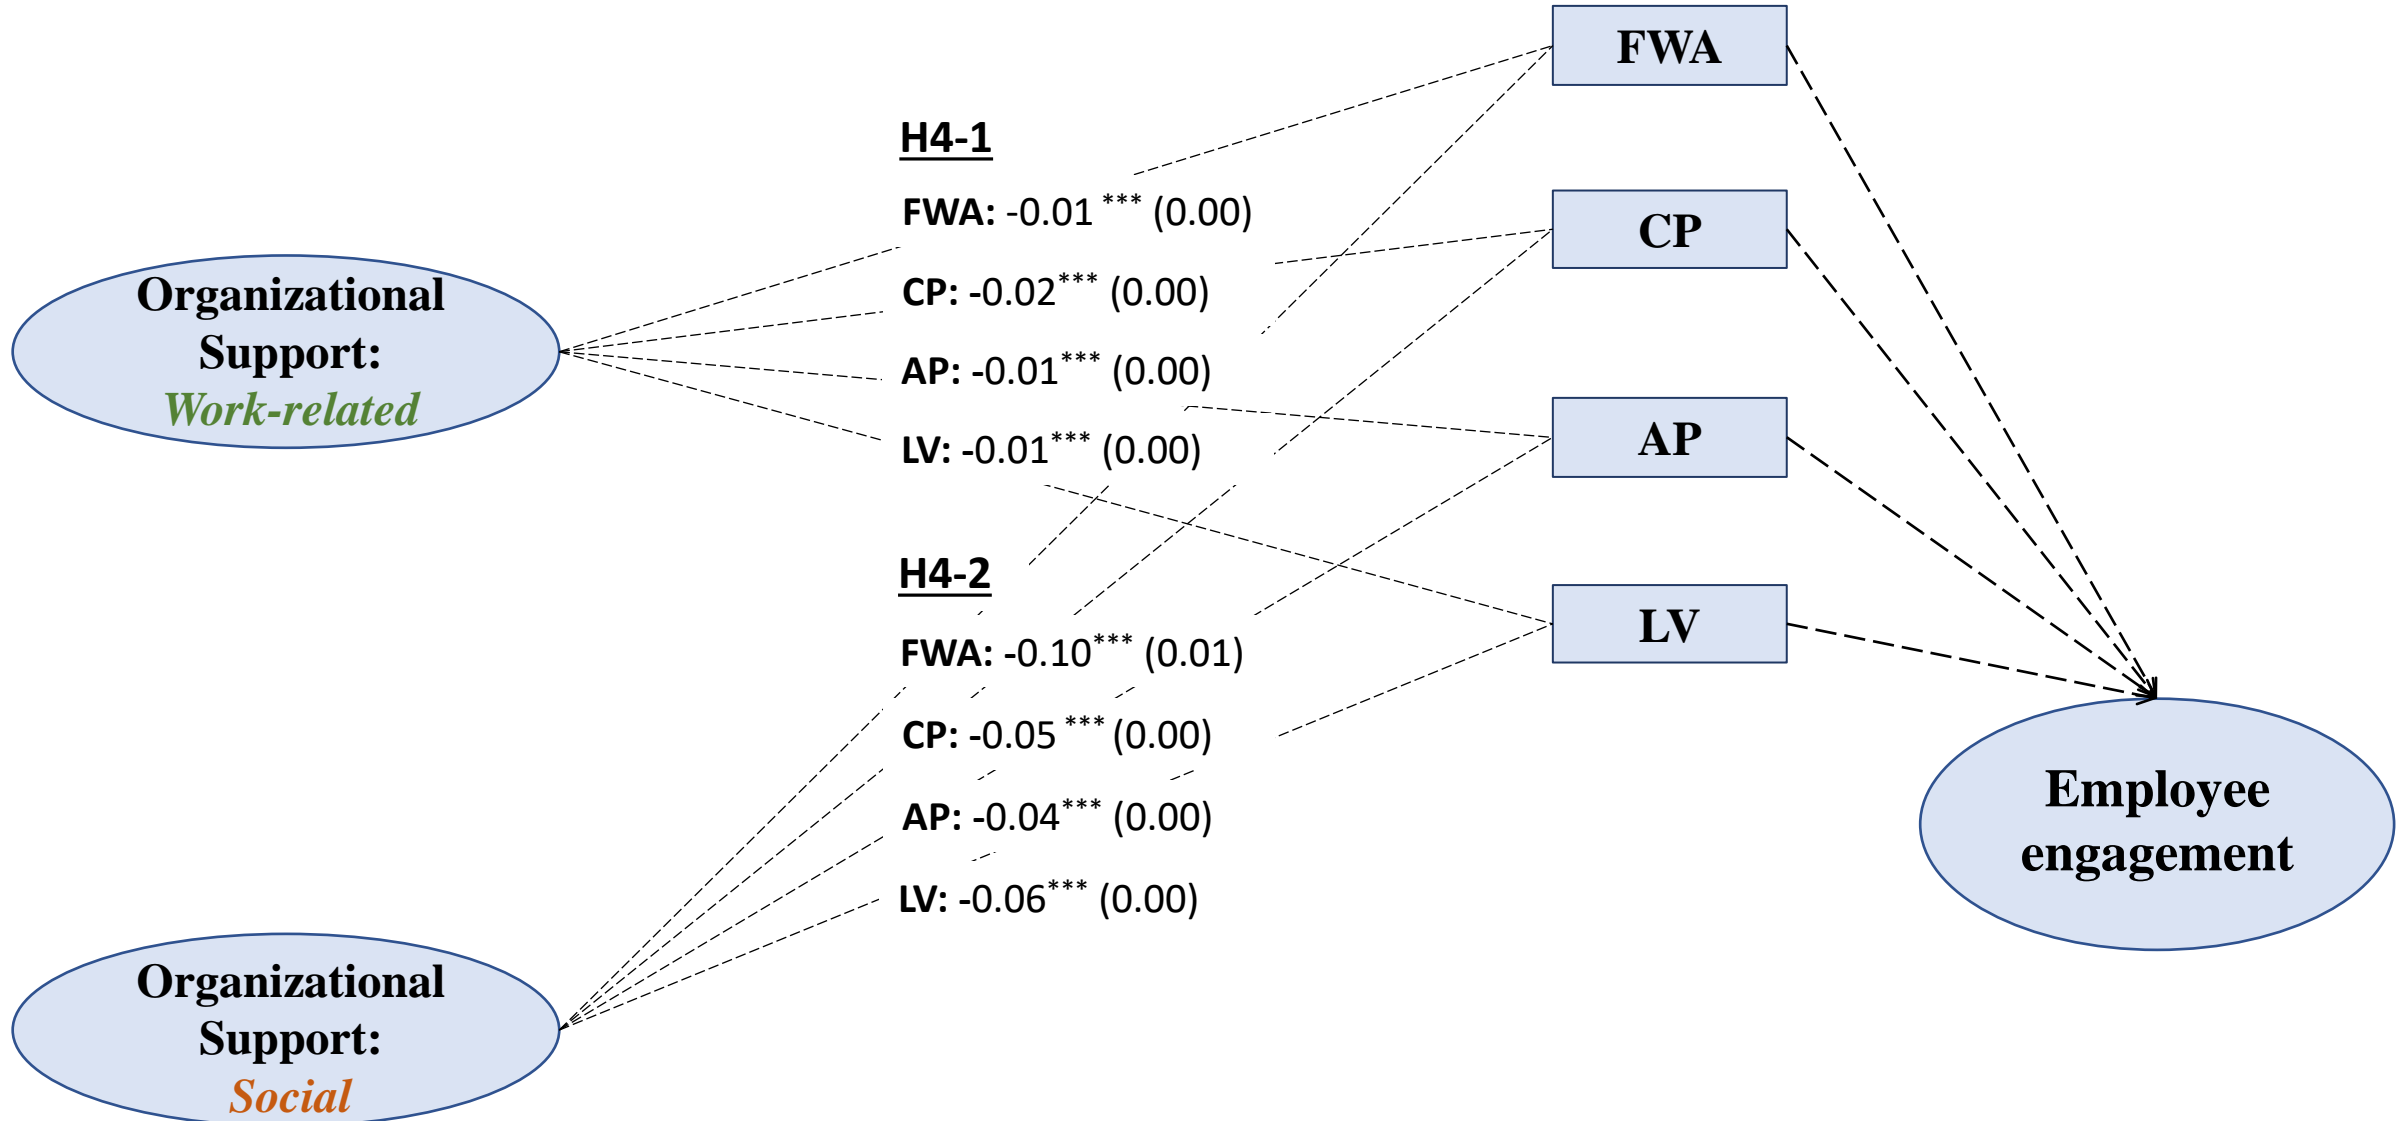 Organizational
Support:
Work-related
Organizational
Support:
Social
H4-1
FWA: -0.01 *** (0.00)
CP: -0.02*** (0.00)
AP: -0.01*** (0.00)
LV: -0.01*** (0.00)
H4-2
FWA: -0.10*** (0.01)
CP: -0.05 *** (0.00)
AP: -0.04*** (0.00)
LV: -0.06*** (0.00)
FWA
CP
AP
LV
Employee
engagement